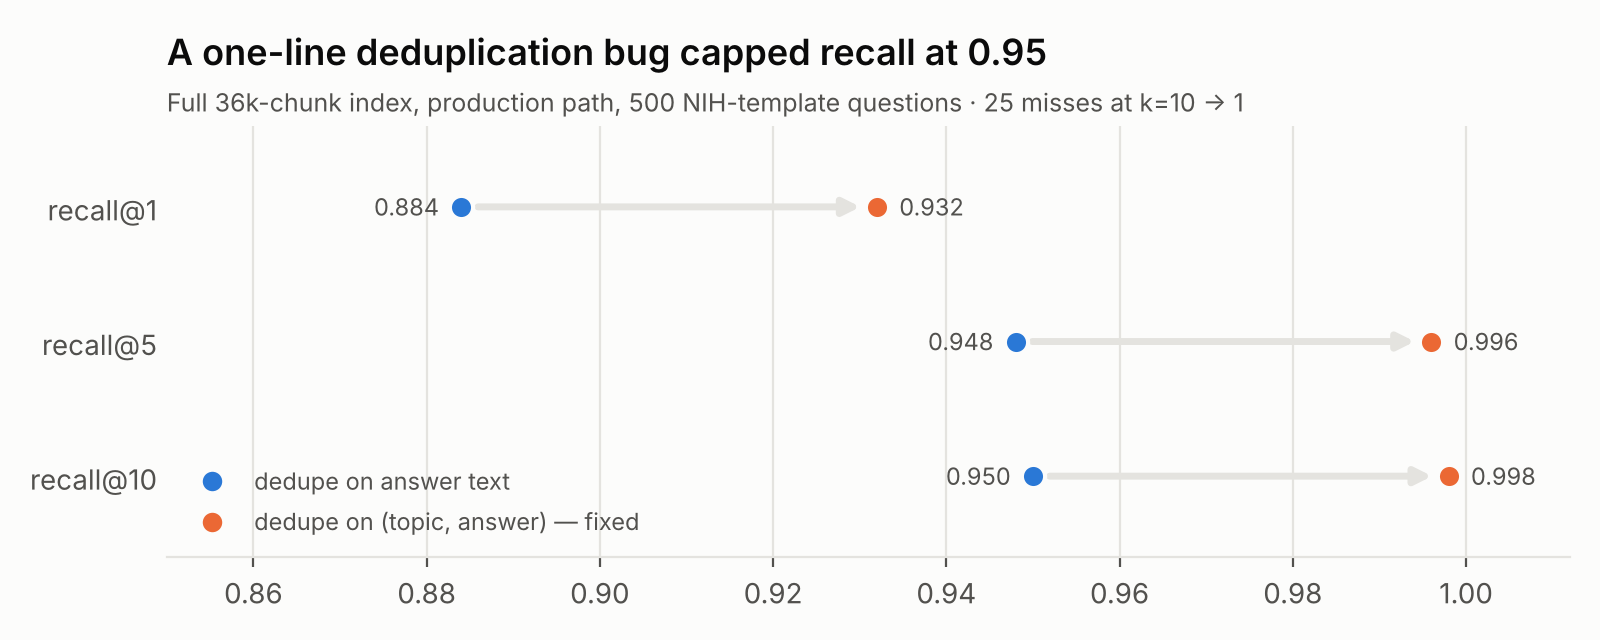 A one-line deduplication bug capped recall at 0.95
Full 36k-chunk index, production path, 500 NIH-template questions · 25 misses at k=10 → 1
recall@1
0.884
0.932
recall@5
0.948
0.996
recall@10
0.950
0.998
dedupe on answer text
dedupe on (topic, answer) — fixed
0.86 0.88 0.90 0.92 0.94 0.96 0.98 1.00